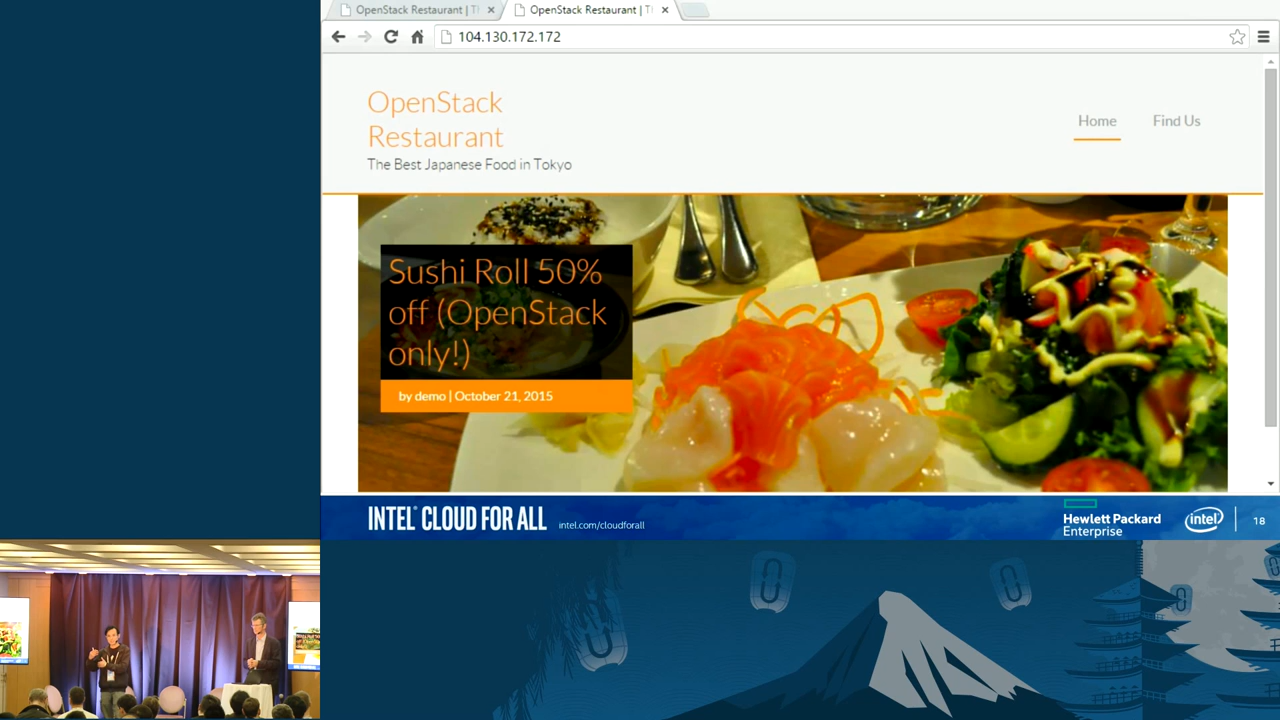 OpenStack Restaurant | T
OpenStack Restaurant | T
104.130.172.172
OpenStack
Restaurant
The Best Japanese Food in Tokyo
Home
Find Us
Sushi Roll 50%
off (OpenStack
only!)
by demo | October 21, 2015
INTEL® CLOUD FOR ALL
intel.com/cloudforall
Hewlett Packard
Enterprise
intel
18